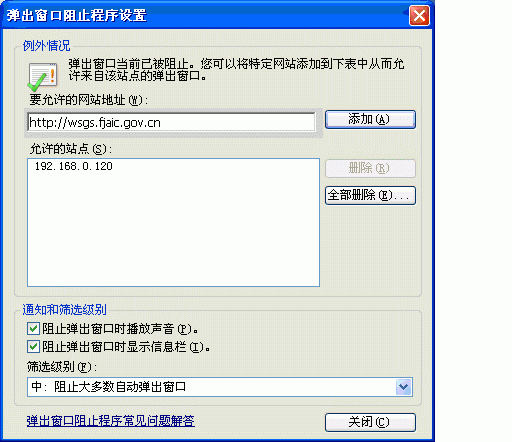 弹出窗口阻止程序设置
例外情况
弹出窗口当前已被阻止。您可以将特定网站添加到下表中从而允
许来自该站点的弹出窗口。
要允许的网站地址(W):
http://wsgs.fjaic.gov.cn
添加(A)
允许的站点(S):
192.168.0.120
删除(R)
全部删除(E)...
通知和筛选级别
阻止弹出窗口时播放声音(P)。
阻止弹出窗口时显示信息栏(I)。
筛选级别(F):
中: 阻止大多数自动弹出窗口
弹出窗口阻止程序常见问题解答
关闭(C)